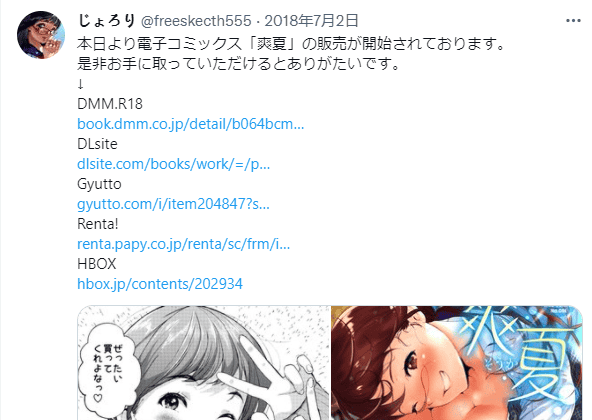 じょろり @freeskecth555 · 2018年7月2日
本日より電子コミックス「爽夏」の販売が開始されております。
是非お手に取っていただけるとありがたいです。
↓
DMM.R18
book.dmm.co.jp/detail/b064bcm...
DLsite
dlsite.com/books/work/=/p...
Gyutto
gyutto.com/i/item204847?s...
Renta!
renta.papy.co.jp/renta/sc/frm/i...
HBOX
hbox.jp/contents/202934
ぜったい
買って
くれよなっ♡
爽夏
そうか